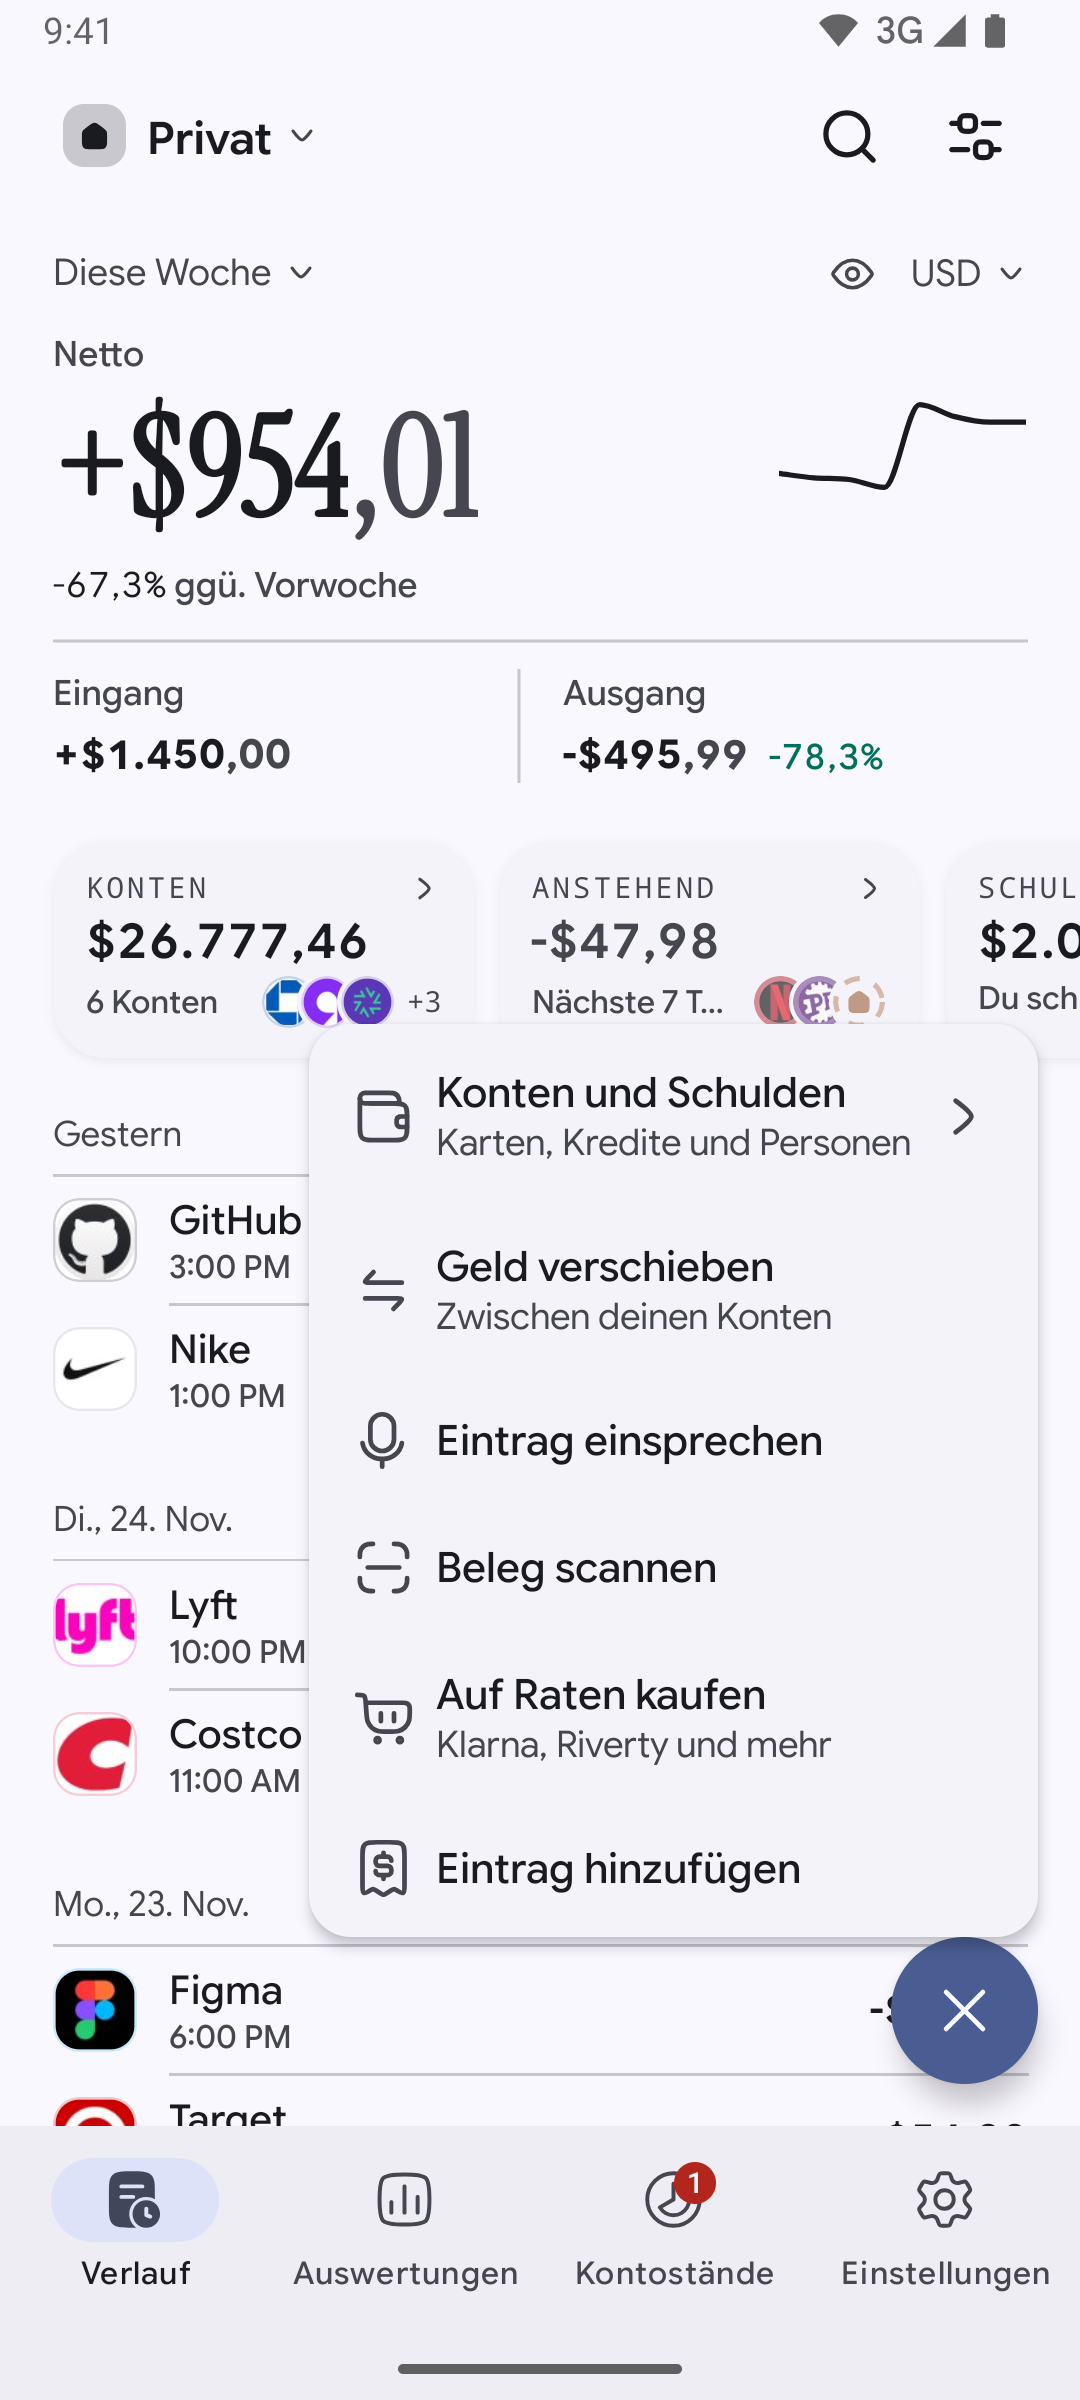 9:41
3G
Privat
Diese Woche
USD
Netto
+$954,01
-67,3% ggü. Vorwoche
Eingang
Ausgang
+$1.450,00
-$495,99 -78,3%
KONTEN
ANSTEHEND
SCHUL
$26.777,46
-$47,98
$2.0
6 Konten
+3
Nächste 7 T...
Du sch
Konten und Schulden
Karten, Kredite und Personen
Gestern
GitHub
3:00 PM
Geld verschieben
Zwischen deinen Konten
Nike
1:00 PM
Eintrag einsprechen
Di., 24. Nov.
Beleg scannen
lyft
Lyft
10:00 PM
Auf Raten kaufen
Klarna, Riverty und mehr
Costco
11:00 AM
Eintrag hinzufügen
Mo., 23. Nov.
Figma
6:00 PM
Target
1
Verlauf
Auswertungen
Kontostände
Einstellungen